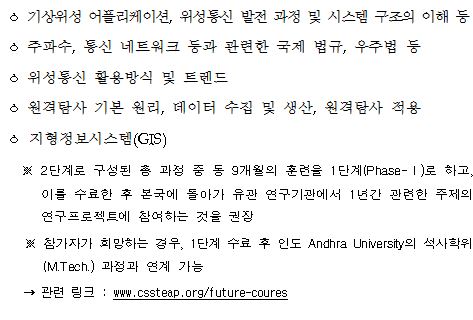 ㆁ 기상위성 어플리케이션, 위성통신 발전 과정 및 시스템 구조의 이해 등
ㆁ 주파수, 통신 네트워크 등과 관련한 국제 법규, 우주법 등
ㆁ 위성통신 활용방식 및 트렌드
ㆁ 원격탐사 기본 원리, 데이터 수집 및 생산, 원격탐사 적용
ㆁ 지형정보시스템(GIS)
※ 2단계로 구성된 총 과정 중 동 9개월의 훈련을 1단계(Phase-Ⅰ)로 하고,
이를 수료한 후 본국에 돌아가 유관 연구기관에서 1년간 관련한 주제의
연구프로젝트에 참여하는 것을 권장
※ 참가자가 희망하는 경우, 1단계 수료 후 인도 Andhra University의 석사학위
(M.Tech.) 과정과 연계 가능
→ 관련 링크 : www.cssteap.org/future-coures